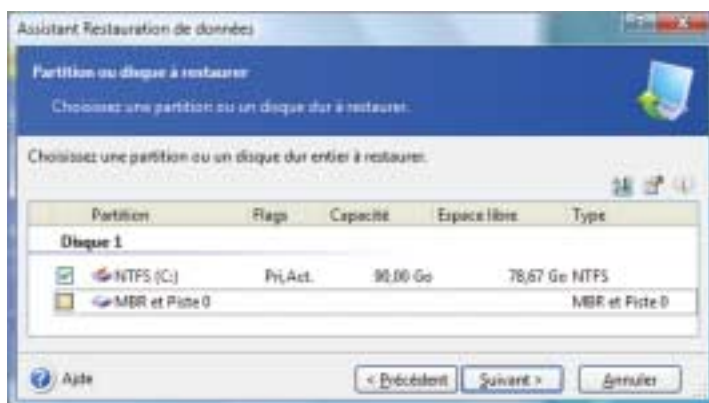 Assistant Restauration de données
Partition ou disque à restaurer
Choisissez une partition ou un disque dur à restaurer.
Choisissez une partition ou un disque dur entier à restaurer.
Partition Flags Capacité Espace libre Type
Disque 1
NTFS (C:) Pri,Act. 90,00 Go 78,67 Go NTFS
MBR et Piste 0 MBR et Piste 0
Aide < Précédent Suivant > Annuler